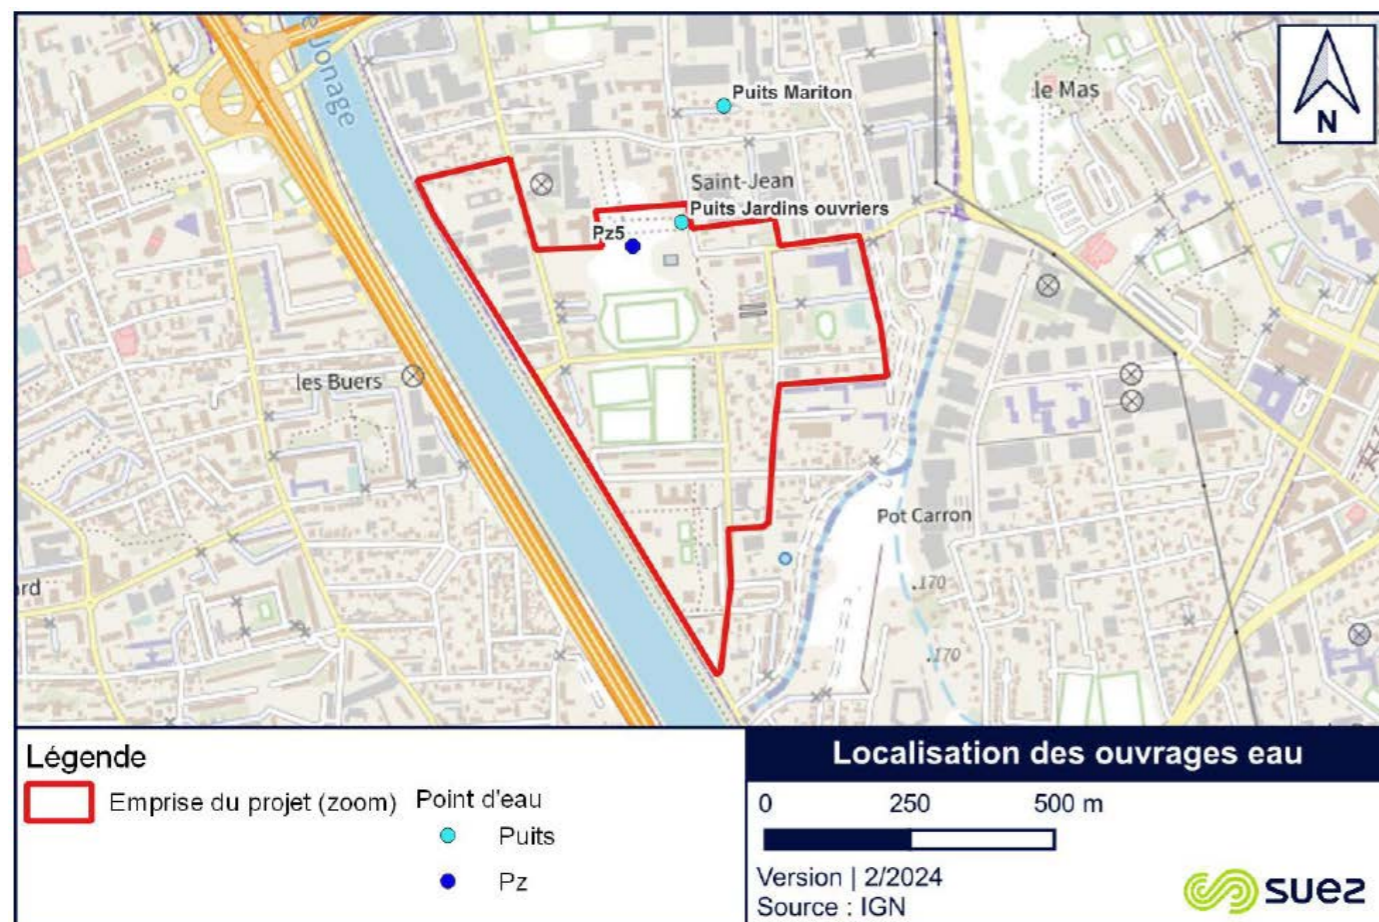 Jonage
Puits Mariton
le Mas
N
Saint-Jean
Puits Jardins ouvriers
Pz5
les Buers
Pot Carron
.170
.170
Légende
Emprise du projet (zoom)
Point d'eau
Puits
Pz
Localisation des ouvrages eau
0 250 500 m
Version | 2/2024
Source : IGN
suez